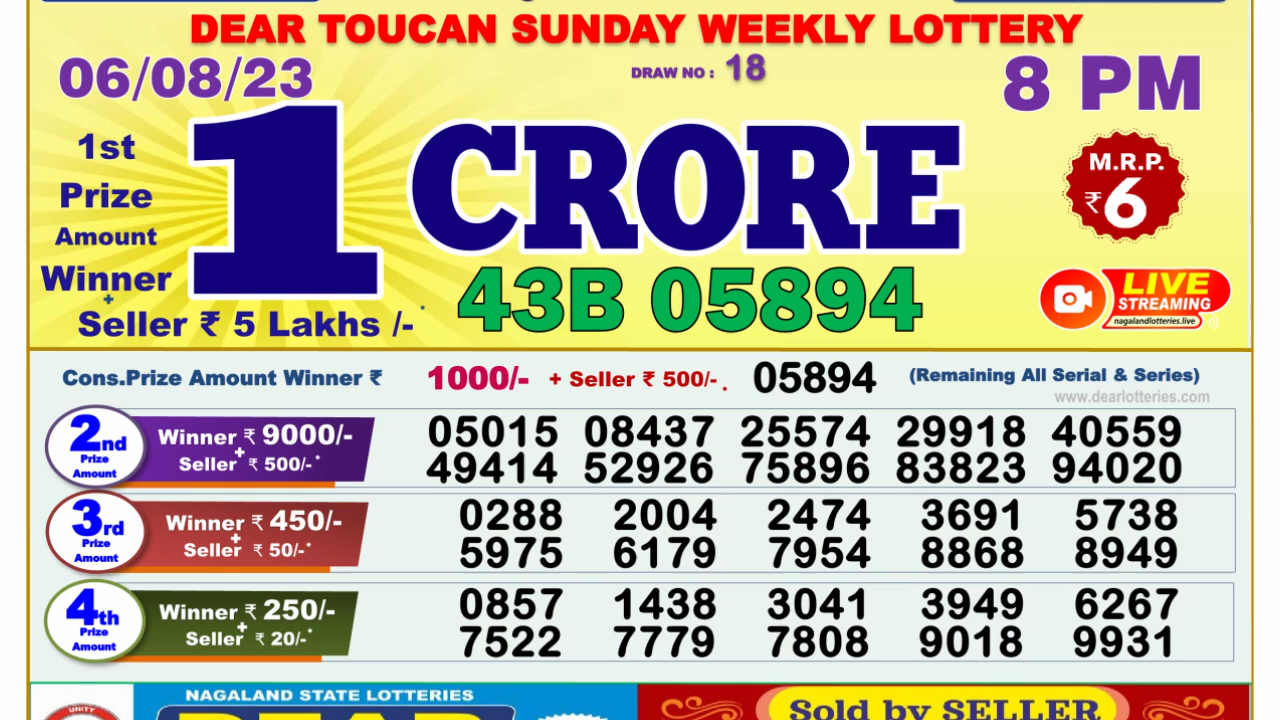 DEAR TOUCAN SUNDAY WEEKLY LOTTERY
06/08/23
DRAW NO : 18
8 PM
1st
Prize
Amount
Winner
+
Seller ₹ 5 Lakhs /-
1 CRORE
43B 05894
M.R.P.
₹6
LIVE
STREAMING
nagalandlotteries.live
Cons.Prize Amount Winner ₹ 1000/- + Seller ₹ 500/- . 05894 (Remaining All Serial & Series)
www.dearlotteries.com
2nd
Prize
Amount
Winner ₹ 9000/-
+
Seller ₹ 500/-*
05015 08437 25574 29918 40559
49414 52926 75896 83823 94020
3rd
Prize
Amount
Winner ₹ 450/-
+
Seller ₹ 50/-*
0288 2004 2474 3691 5738
5975 6179 7954 8868 8949
4th
Prize
Amount
Winner ₹ 250/-
+
Seller ₹ 20/-*
0857 1438 3041 3949 6267
7522 7779 7808 9018 9931
UNITY
NAGALAND STATE LOTTERIES
DEAR
Sold by SELLER